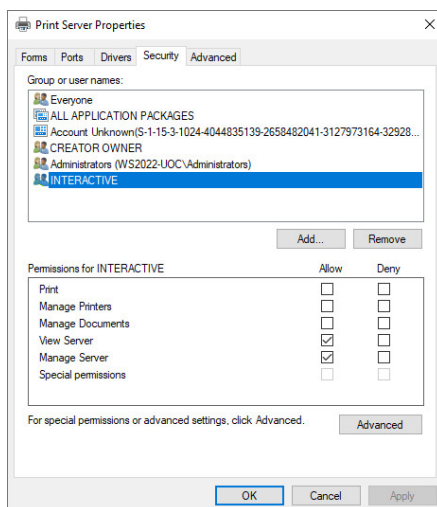 Print Server Properties
Forms Ports Drivers Security Advanced
Group or user names:
Everyone
ALL APPLICATION PACKAGES
Account Unknown(S-1-15-3-1024-4044835139-2658482041-3127973164-32928...
CREATOR OWNER
Administrators (WS2022-UOC\Administrators)
INTERACTIVE
Add... Remove
Permissions for INTERACTIVE Allow Deny
Print
Manage Printers
Manage Documents
View Server
Manage Server
Special permissions
For special permissions or advanced settings, click Advanced. Advanced
OK Cancel Apply